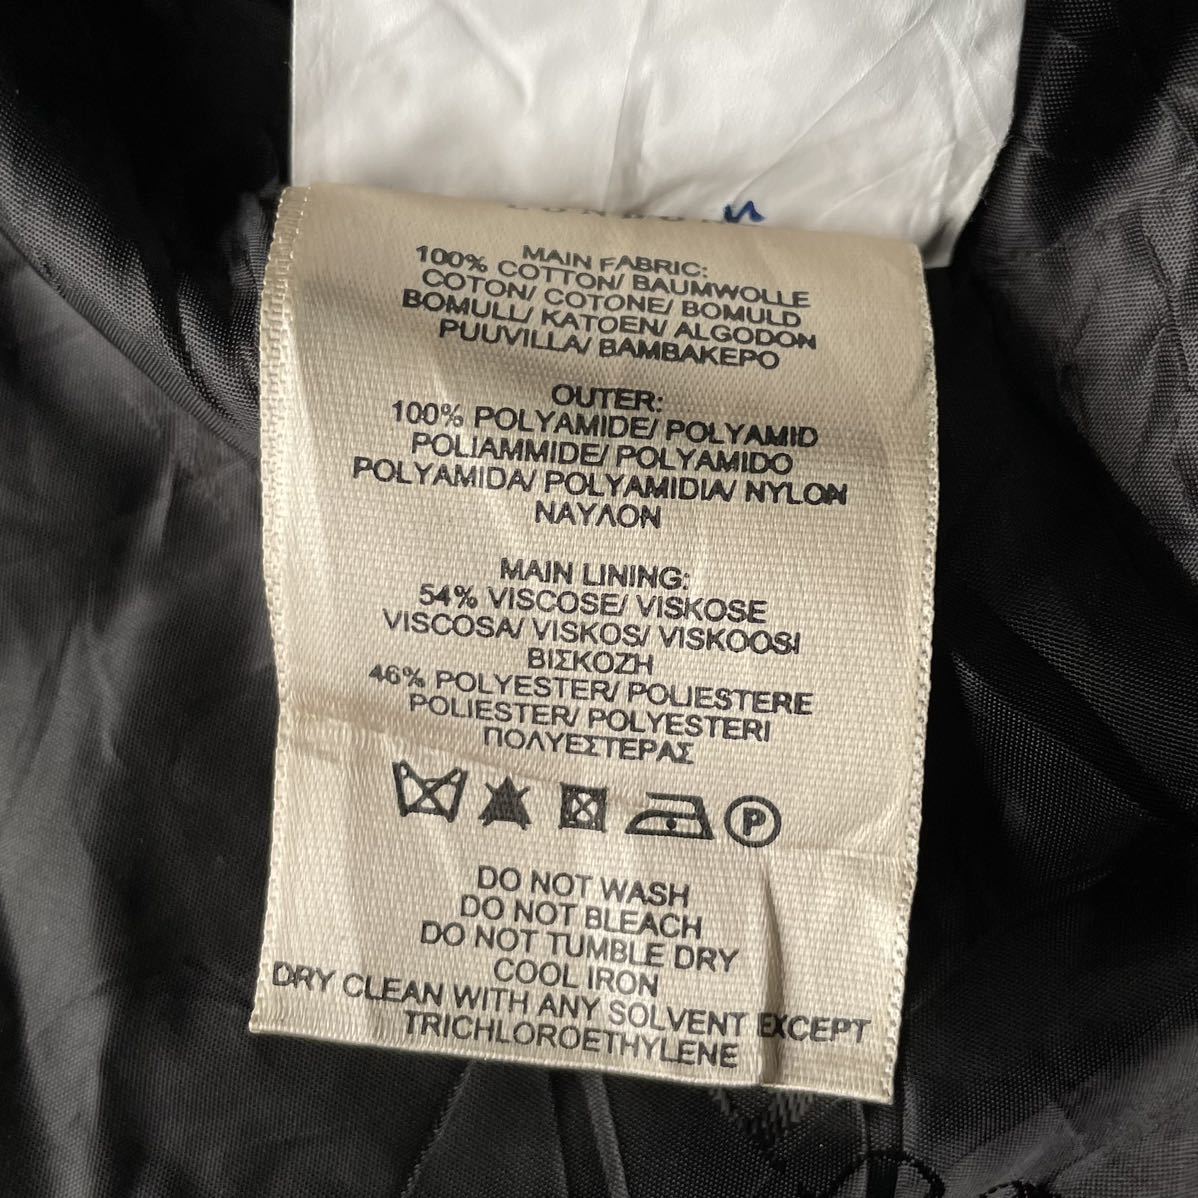 MAIN FABRIC:
100% COTTON/ BAUMWOLLE
COTON/ COTONE/ BOMULD
BOMULL/ KATOEN/ ALGODON
PUUVILLA/ BAMBAKEPO
OUTER:
100% POLYAMIDE/ POLYAMID
POLIAMMIDE/ POLYAMIDO
POLYAMIDA/ POLYAMIDIA/ NYLON
ΝΑΥΛΟΝ
MAIN LINING:
54% VISCOSE/ VISKOSE
VISCOSA/ VISKOS/ VISKOOSI
ΒΙΣΚΟΖΗ
46% POLYESTER/ POLIESTERE
POLIESTER/ POLYESTERI
ΠΟΛΥΕΣΤΕΡΑΣ
P
DO NOT WASH
DO NOT BLEACH
DO NOT TUMBLE DRY
COOL IRON
DRY CLEAN WITH ANY SOLVENT EXCEPT
TRICHLOROETHYLENE